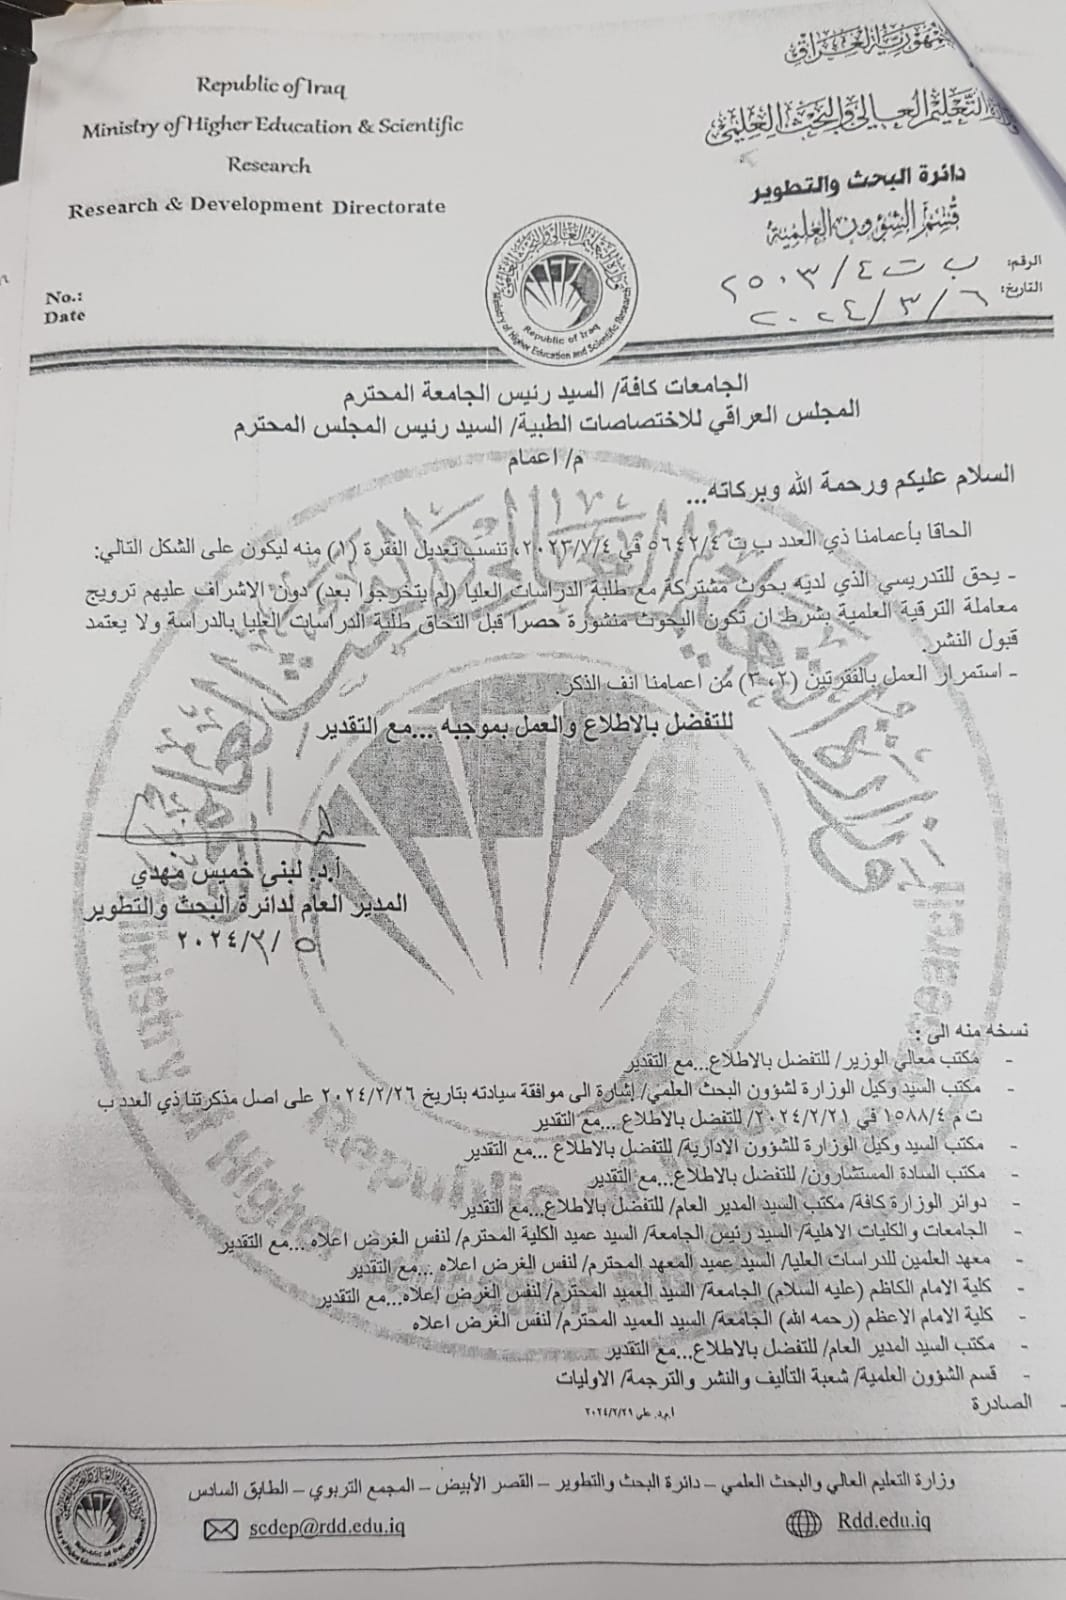 Republic of Iraq
Ministry of Higher Education & Scientific
Research
Research & Development Directorate
No.:
Date
جمهورية العراق
وزارة التعليم العالي والبحث العلمي
دائرة البحث والتطوير
قسم الشؤون العلمية
الرقم: ب ت ٤/ ٢٥٠٣
التاريخ: ٦/ ٣/ ٢٠٢٤
الجامعات كافة/ السيد رئيس الجامعة المحترم
المجلس العراقي للاختصاصات الطبية/ السيد رئيس المجلس المحترم
م/ اعمام
السلام عليكم ورحمة الله وبركاته...
الحاقا بأعمامنا ذي العدد ب ت ٥٦٤٢/٤ في ٢٠٢٣/٧/٤، تنسب تعديل الفقرة (١) منه ليكون على الشكل التالي:
- يحق للتدريسي الذي لديه بحوث مشتركة مع طلبة الدراسات العليا (لم يتخرجوا بعد) دون الاشراف عليهم ترويج
معاملة الترقية العلمية بشرط ان تكون البحوث منشورة حصرا قبل التحاق طلبة الدراسات العليا بالدراسة ولا يعتمد
قبول النشر.
- استمرار العمل بالفقرتين (٢، ٣) من اعمامنا انف الذكر.
للتفضل بالاطلاع والعمل بموجبه ...مع التقدير
أ.د. لبنى خميس مهدي
المدير العام لدائرة البحث والتطوير
٥ /٣/ ٢٠٢٤
نسخه منه الى :
- مكتب معالي الوزير/ للتفضل بالاطلاع...مع التقدير
- مكتب السيد وكيل الوزارة لشؤون البحث العلمي/ إشارة الى موافقة سيادته بتاريخ ٢٠٢٤/٢/٢٦ على اصل مذكرتنا ذي العدد ب
ت م ١٥٨٨/٤ في ٢٠٢٤/٢/٢١/ للتفضل بالاطلاع ...مع التقدير
- مكتب السيد وكيل الوزارة للشؤون الادارية/ للتفضل بالاطلاع ...مع التقدير
- مكتب السادة المستشارون/ للتفضل بالاطلاع...مع التقدير
- دوائر الوزارة كافة/ مكتب السيد المدير العام/ للتفضل بالاطلاع...مع التقدير
- الجامعات والكليات الاهلية/ السيد رئيس الجامعة/ السيد عميد الكلية المحترم/ لنفس الغرض اعلاه ...مع التقدير
- معهد العلمين للدراسات العليا/ السيد عميد المعهد المحترم/ لنفس الغرض اعلاه ...مع التقدير
- كلية الامام الكاظم (عليه السلام) الجامعة/ السيد العميد المحترم/ لنفس الغرض اعلاه...مع التقدير
- كلية الامام الاعظم (رحمه الله) الجامعة/ السيد العميد المحترم/ لنفس الغرض اعلاه
- مكتب السيد المدير العام/ للتفضل بالاطلاع...مع التقدير
- قسم الشؤون العلمية/ شعبة التأليف والنشر والترجمة/ الاوليات
- الصادرة
أ.م.د. علي ٢٠٢٤/٢/٢٩
وزارة التعليم العالي والبحث العلمي – دائرة البحث والتطوير – القصر الأبيض – المجمع التربوي – الطابق السادس
scdep@rdd.edu.iq
Rdd.edu.iq